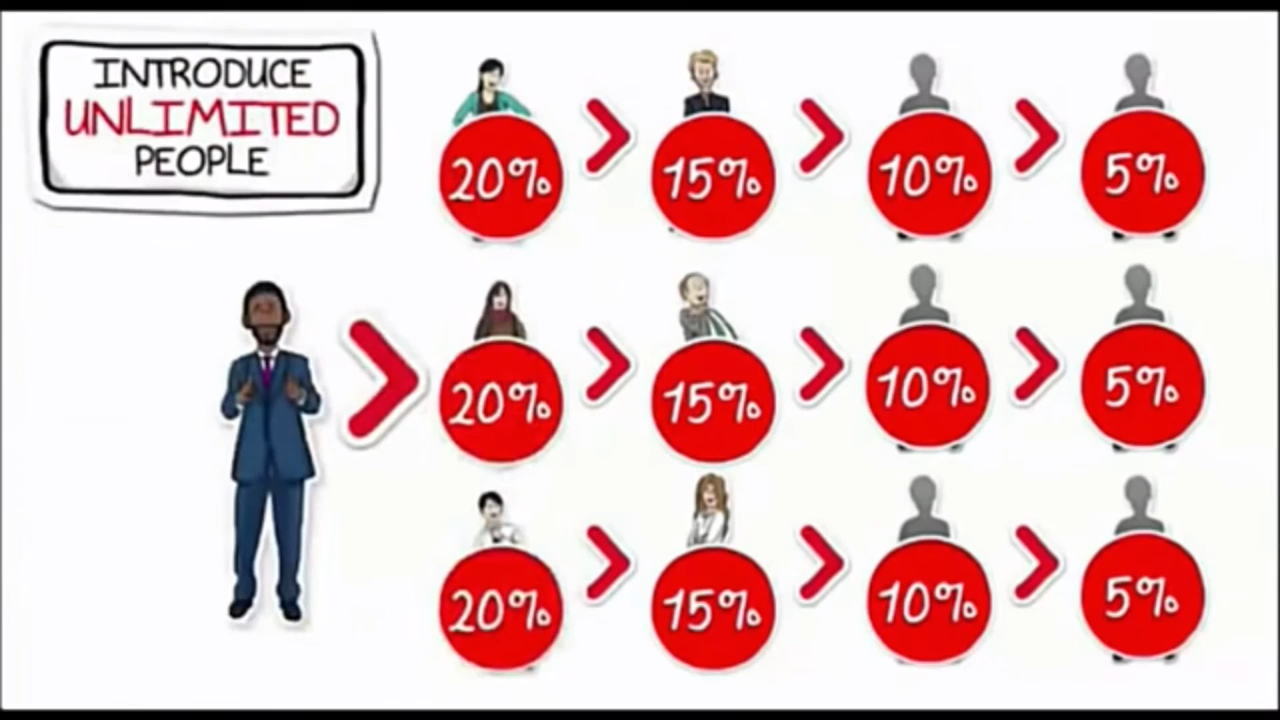 INTRODUCE
UNLIMITED
PEOPLE
20% 15% 10% 5%
20% 15% 10% 5%
20% 15% 10% 5%